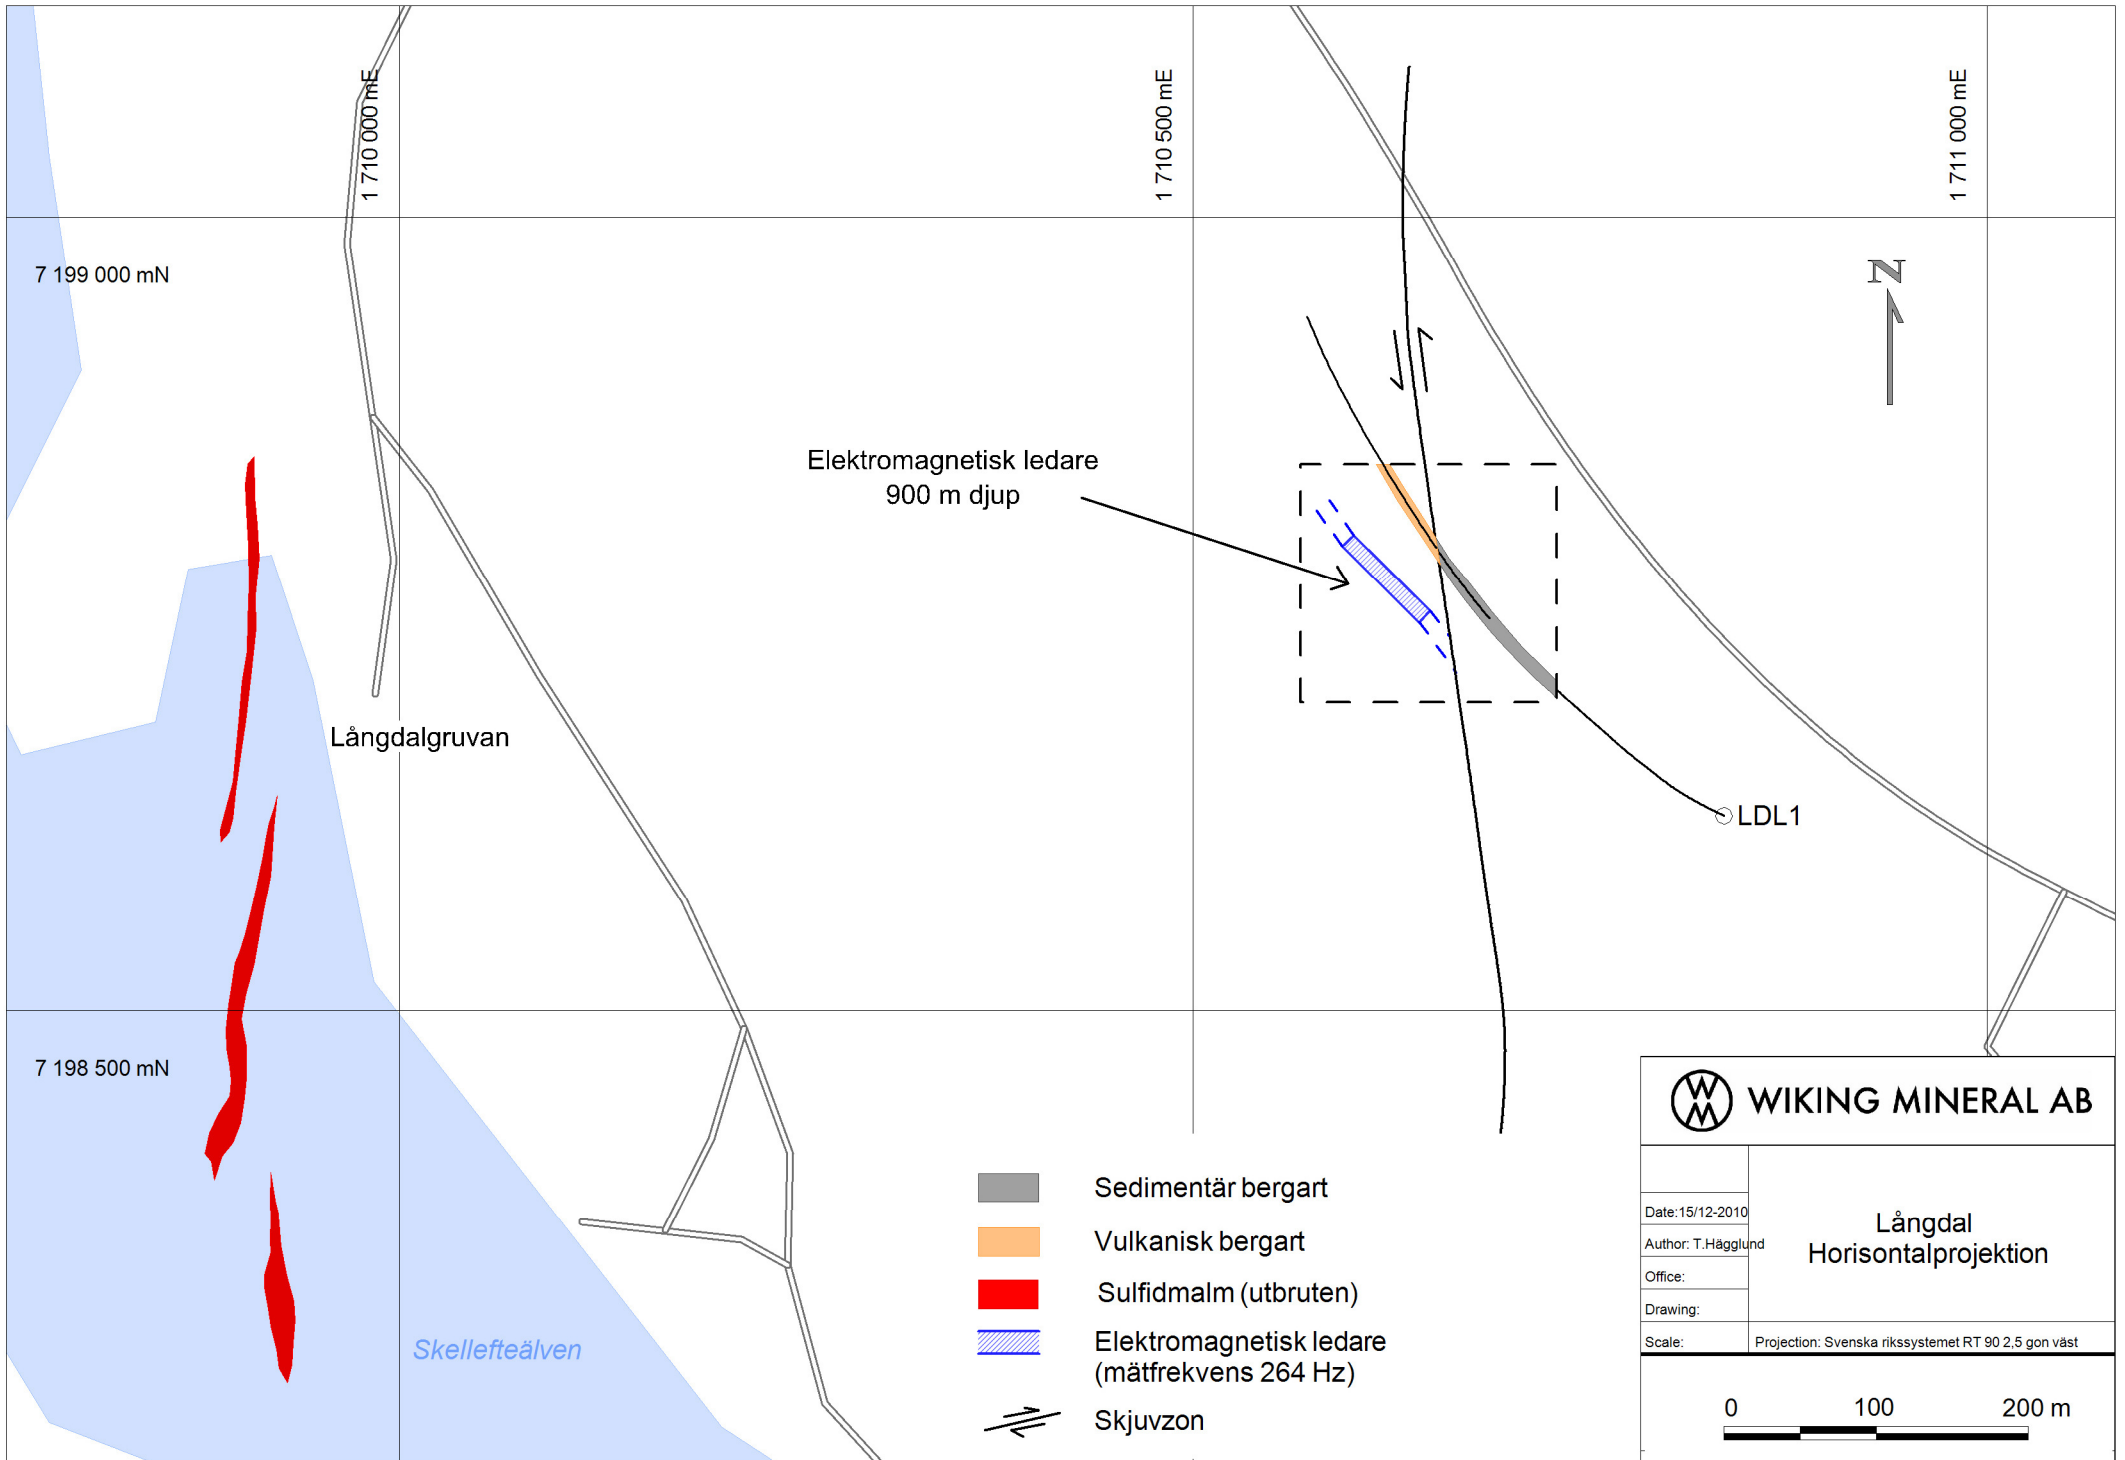 1 710 000 mE
1 710 500 mE
1 711 000 mE
7 199 000 mN
N
Elektromagnetisk ledare
900 m djup
Långdalgruvan
LDL1
7 198 500 mN
Skellefteälven
Sedimentär bergart
Vulkanisk bergart
Sulfidmalm (utbruten)
Elektromagnetisk ledare
(mätfrekvens 264 Hz)
Skjuvzon
WM WIKING MINERAL AB
Date:15/12-2010
Author: T.Hägglund
Office:
Drawing:
Scale:
Långdal
Horisontalprojektion
Projection: Svenska rikssystemet RT 90 2,5 gon väst
0 100 200 m